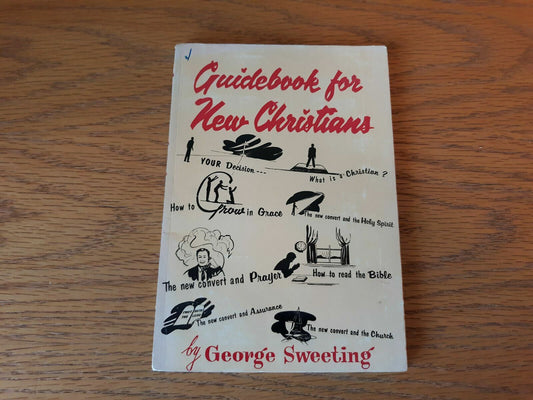 Guidebook for
New Christians
YOUR Decision---
What is a Christian?
How to Grow in Grace
The new convert and the Holy Spirit
The new convert and Prayer
How to read the Bible
The new convert and Assurance
The new convert and the Church
by George Sweeting